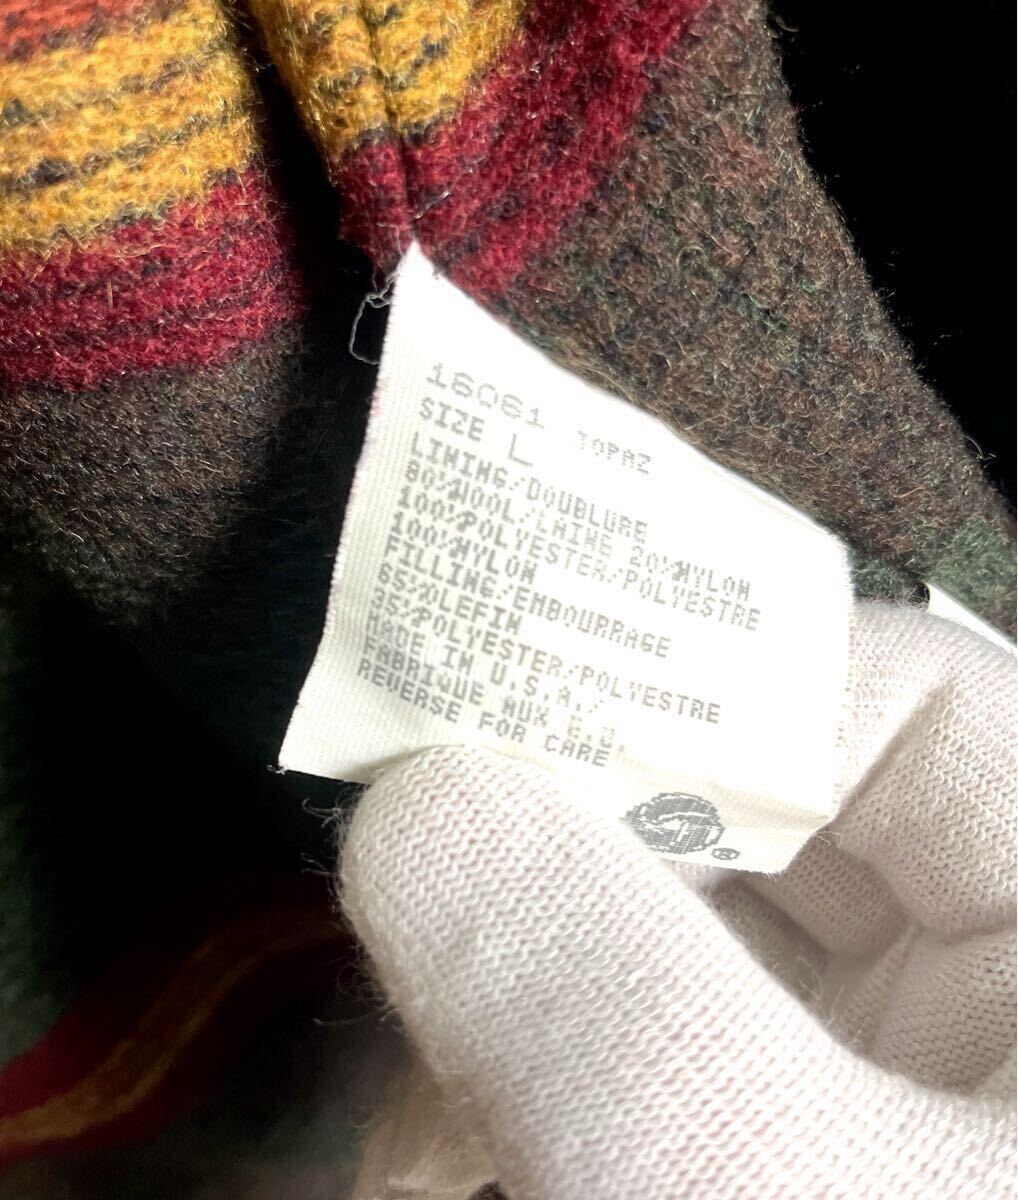 16061 TOPAZ
SIZE L
LINING/DOUBLURE
80%WOOL/LAINE 20%NYLON
100%POLYESTER/POLYESTRE
100%NYLON
FILLING/EMBOURRAGE
65%OLEFIN
35%POLYESTER/POLYESTRE
MADE IN U.S.A./
FABRIQUE AUX E.U.
REVERSE FOR CARE
®